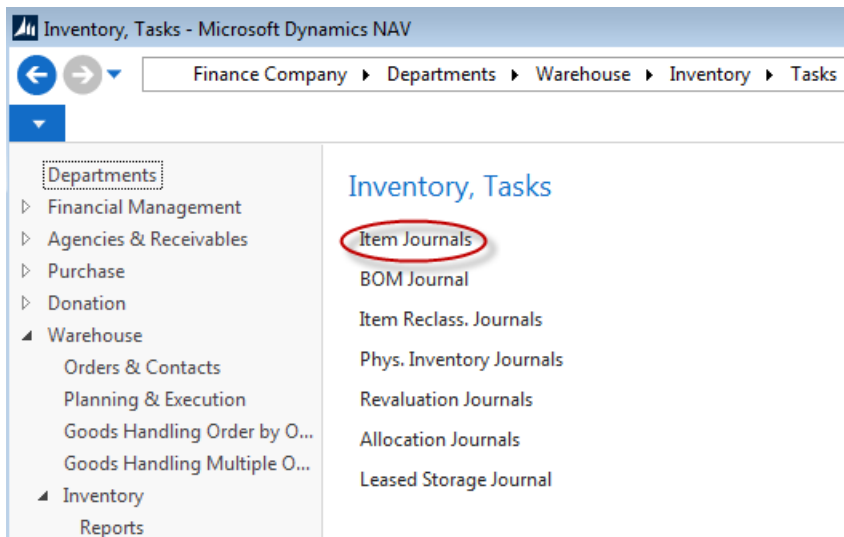 Inventory, Tasks - Microsoft Dynamics NAV
Finance Company ▸ Departments ▸ Warehouse ▸ Inventory ▸ Tasks
Departments
Financial Management
Agencies & Receivables
Purchase
Donation
Warehouse
Orders & Contacts
Planning & Execution
Goods Handling Order by O...
Goods Handling Multiple O...
Inventory
Reports
Inventory, Tasks
Item Journals
BOM Journal
Item Reclass. Journals
Phys. Inventory Journals
Revaluation Journals
Allocation Journals
Leased Storage Journal